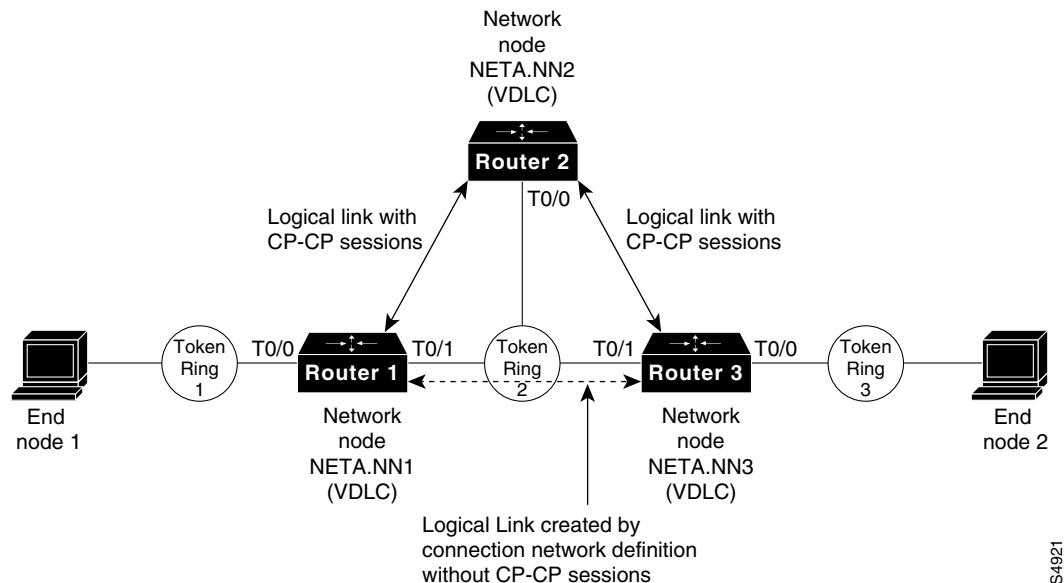 Network
node
NETA.NN2
(VDLC)
Router 2
T0/0
Logical link with
CP-CP sessions
Logical link with
CP-CP sessions
Token
Ring
1
T0/0
Router 1
T0/1
Token
Ring
2
T0/1
Router 3
T0/0
Token
Ring
3
End
node 1
Network
node
NETA.NN1
(VDLC)
Network
node
NETA.NN3
(VDLC)
End
node 2
Logical Link created by
connection network definition
without CP-CP sessions
S4921